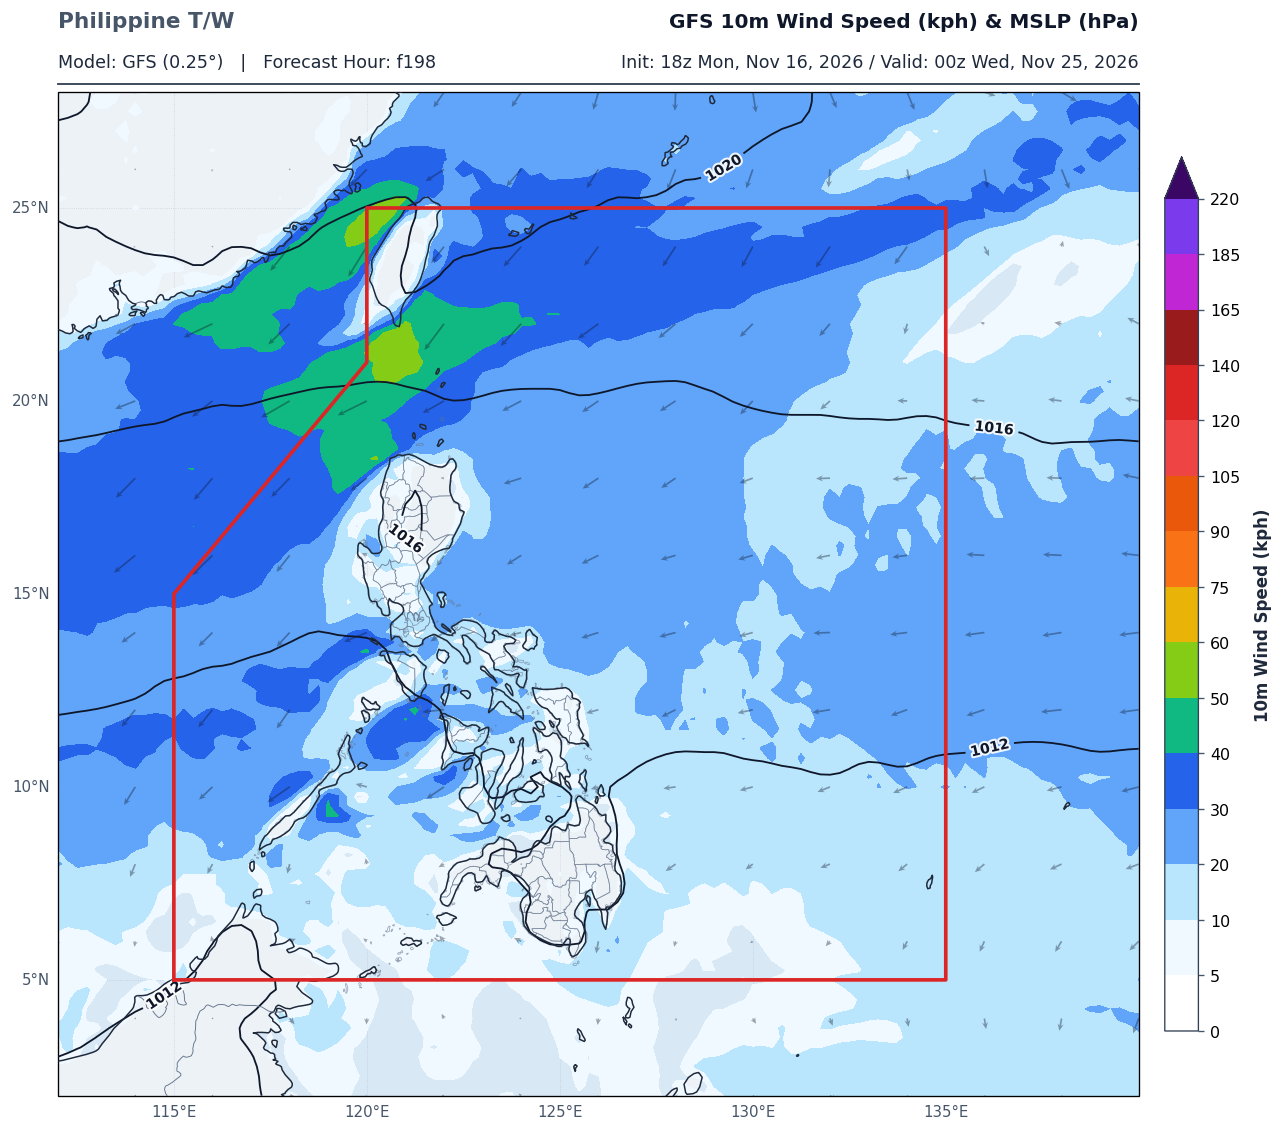 Philippine T/W
GFS 10m Wind Speed (kph) & MSLP (hPa)
Model: GFS (0.25°) | Forecast Hour: f198
Init: 18z Mon, Nov 16, 2026 / Valid: 00z Wed, Nov 25, 2026
1020
1016
1016
1012
1012
25°N
20°N
15°N
10°N
5°N
115°E
120°E
125°E
130°E
135°E
220
185
165
140
120
105
90
75
60
50
40
30
20
10
5
0
10m Wind Speed (kph)